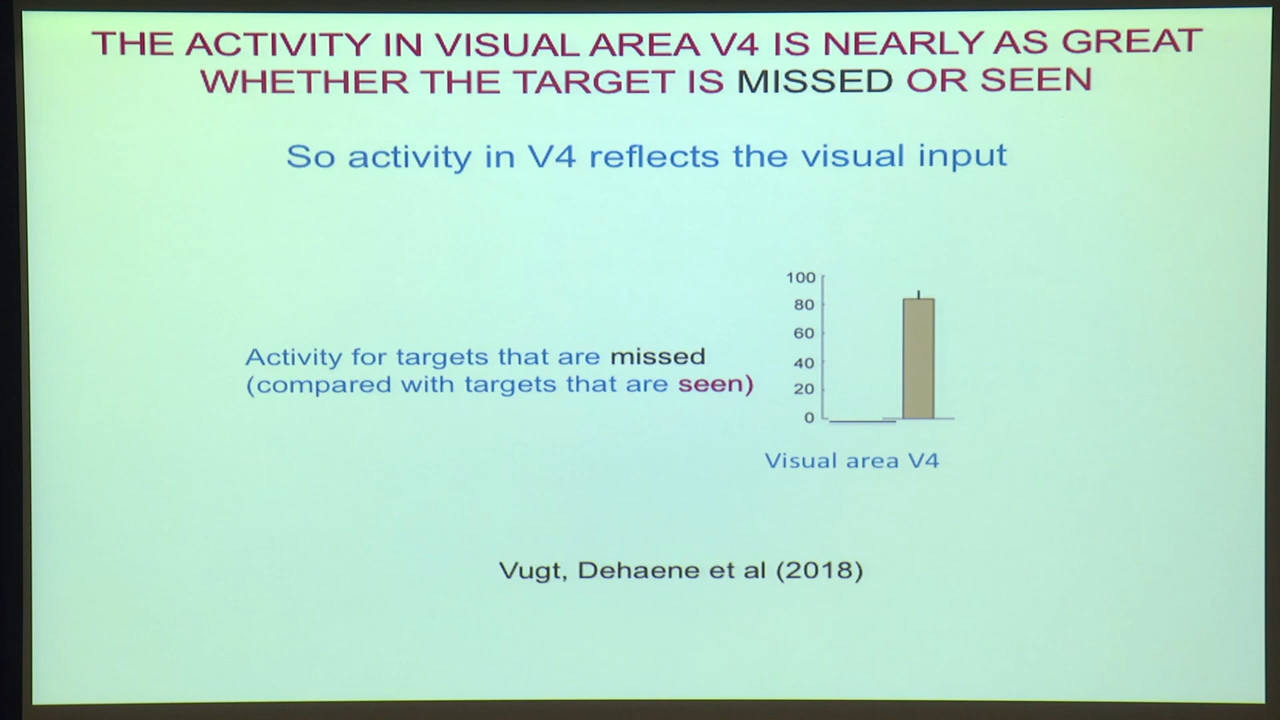 THE ACTIVITY IN VISUAL AREA V4 IS NEARLY AS GREAT
WHETHER THE TARGET IS MISSED OR SEEN
So activity in V4 reflects the visual input
Activity for targets that are missed
(compared with targets that are seen)
100
80
60
40
20
0
Visual area V4
Vugt, Dehaene et al (2018)